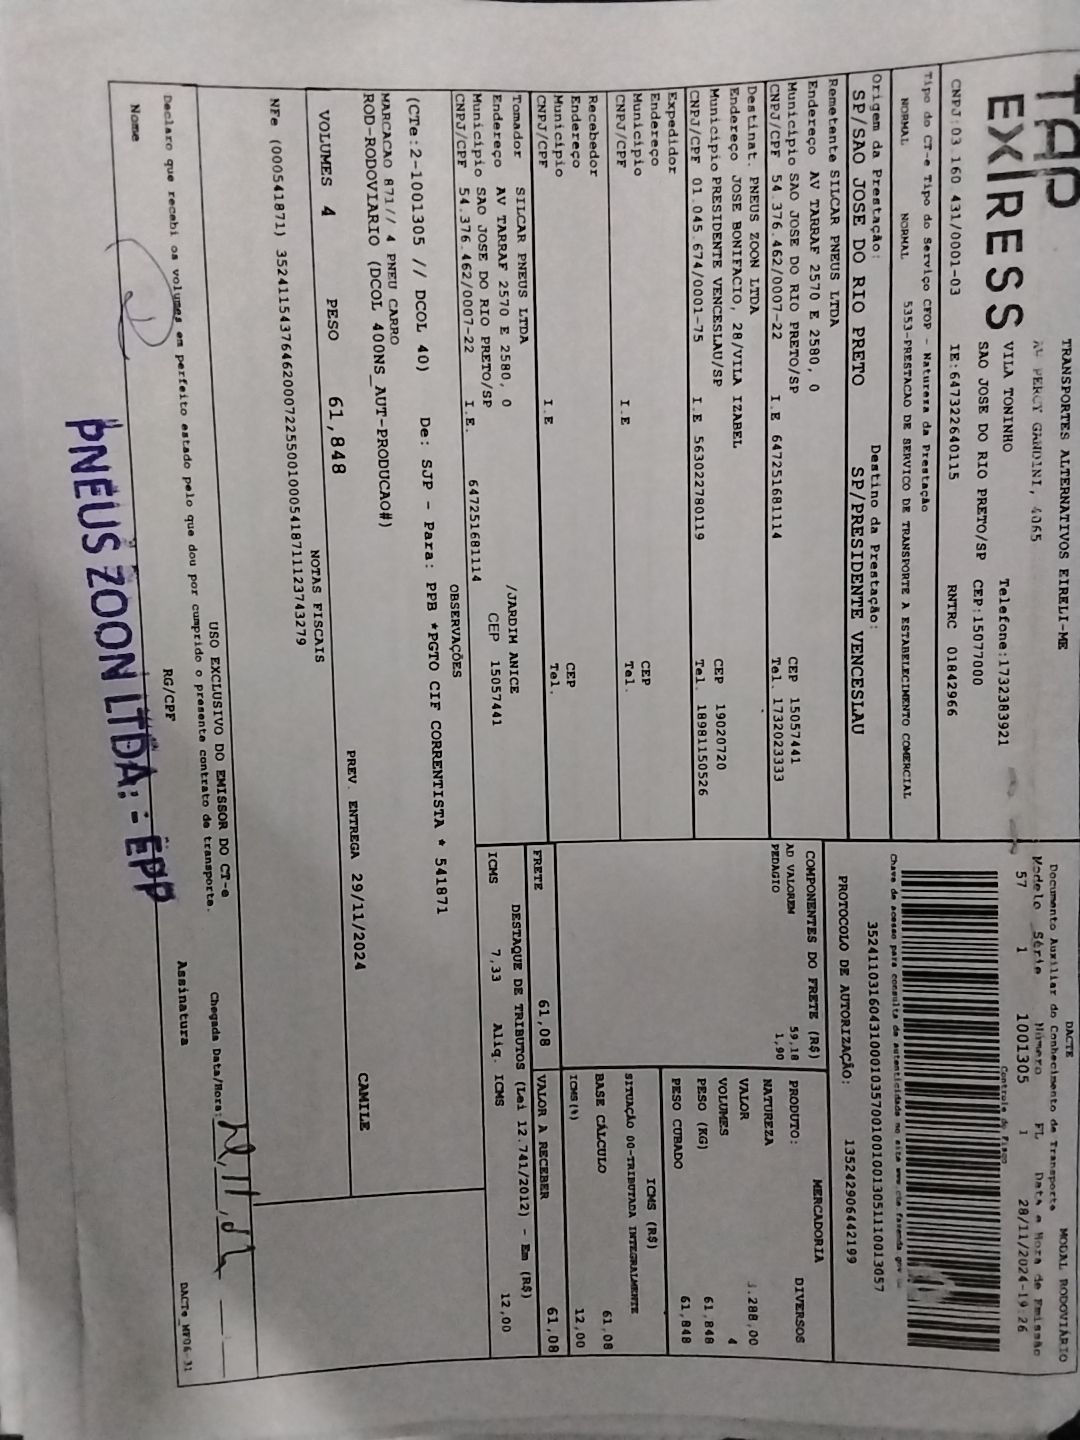 TAP
EXPRESS
TRANSPORTES ALTERNATIVOS EIRELI-ME
AV PERCY GANDINI, 4065
VILA TONINHO Telefone:1732383921
SAO JOSE DO RIO PRETO/SP CEP:15077000
CNPJ:03.160.431/0001-03 IE:647322640115 RNTRC 01842966
DACTE MODAL RODOVIÁRIO
Documento Auxiliar do Conhecimento de Transporte
Modelo Série Número FL Data e Hora de Emissão
57 1 1001305 1 28/11/2024-19:26
Controle do Fisco
Chave de acesso para consulta de autenticidade no site www.cte.fazenda.gov
35241103160431000103570010010013051110013057
PROTOCOLO DE AUTORIZAÇÃO: 135242906442199
Tipo do CT-e Tipo do Serviço CFOP - Natureza da Prestação
NORMAL NORMAL 5353-PRESTACAO DE SERVICO DE TRANSPORTE A ESTABELECIMENTO COMERCIAL
Origem da Prestação: Destino da Prestação:
SP/SAO JOSE DO RIO PRETO SP/PRESIDENTE VENCESLAU
Remetente SILCAR PNEUS LTDA
Endereço AV TARRAF 2570 E 2580, 0
Município SAO JOSE DO RIO PRETO/SP CEP 15057441
CNPJ/CPF 54.376.462/0007-22 I.E 647251681114 Tel. 1732023333
Destinat. PNEUS ZOON LTDA
Endereço JOSE BONIFACIO, 28/VILA IZABEL
Município PRESIDENTE VENCESLAU/SP CEP 19020720
CNPJ/CPF 01.045.674/0001-75 I.E 563022780119 Tel. 18981150526
Expedidor
Endereço
Município CEP
CNPJ/CPF I.E Tel.
Recebedor
Endereço
Município CEP
CNPJ/CPF I.E Tel.
Tomador SILCAR PNEUS LTDA
Endereço AV TARRAF 2570 E 2580, 0 /JARDIM ANICE
Município SAO JOSE DO RIO PRETO/SP CEP 15057441
CNPJ/CPF 54.376.462/0007-22 I.E. 647251681114
COMPONENTES DO FRETE (R$)
AD VALOREM 59,18
PEDAGIO 1,90
FRETE 61,08
MERCADORIA
PRODUTO: DIVERSOS
NATUREZA
VALOR .288,00
VOLUMES 4
PESO (KG) 61,848
PESO CUBADO 61,848
ICMS (R$)
SITUAÇÃO 00-TRIBUTADA INTEGRALMENTE
BASE CÁLCULO 61,08
ICMS(%) 12,00
VALOR A RECEBER 61,08
DESTAQUE DE TRIBUTOS (Lei 12.741/2012) - Em (R$)
ICMS 7,33 Aliq. ICMS 12,00
OBSERVAÇÕES
(CTe:2-1001305 // DCOL 40) De: SJP - Para: PPB *PGTO CIF CORRENTISTA * 541871
MARCACAO 871// 4 PNEU CARRO
ROD-RODOVIARIO (DCOL 400NS_AUT-PRODUCAO#)
VOLUMES 4 PESO 61,848 PREV. ENTREGA 29/11/2024 CAMILE
NOTAS FISCAIS
NFe (000541871) 35241154376462000722550010005418711123743279
USO EXCLUSIVO DO EMISSOR DO CT-e
Declaro que recebi os volumes em perfeito estado pelo que dou por cumprido o presente contrato de transporte. Chegada Data/Hora:
Nome RG/CPF Assinatura
DACTe_MF06-31
PNEUS ZOON LTDA. - EPP